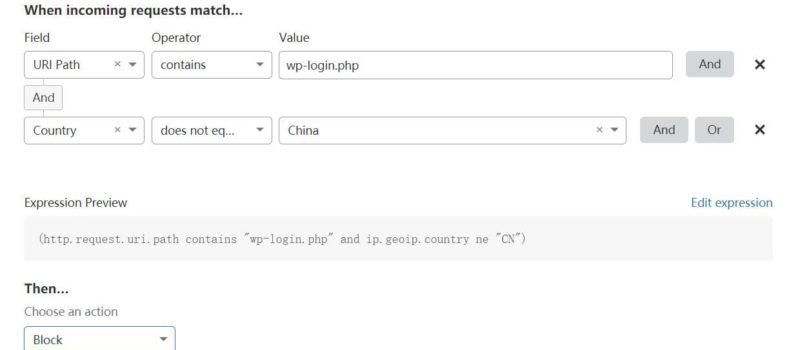 When incoming requests match...
Field Operator Value
URI Path contains wp-login.php And
And
Country does not eq... China And Or
Expression Preview Edit expression
(http.request.uri.path contains "wp-login.php" and ip.geoip.country ne "CN")
Then...
Choose an action
Block